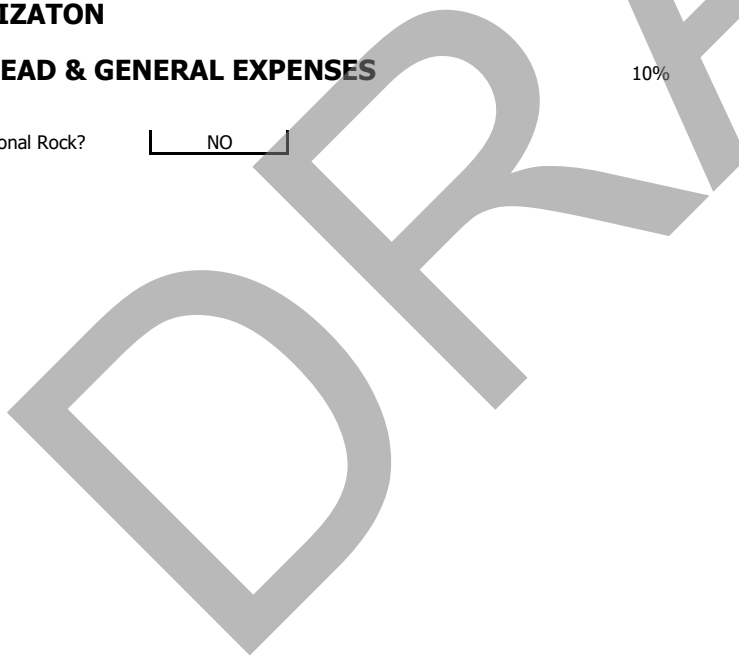 IZATON
EAD & GENERAL EXPENSES 10%
onal Rock? NO
DRA